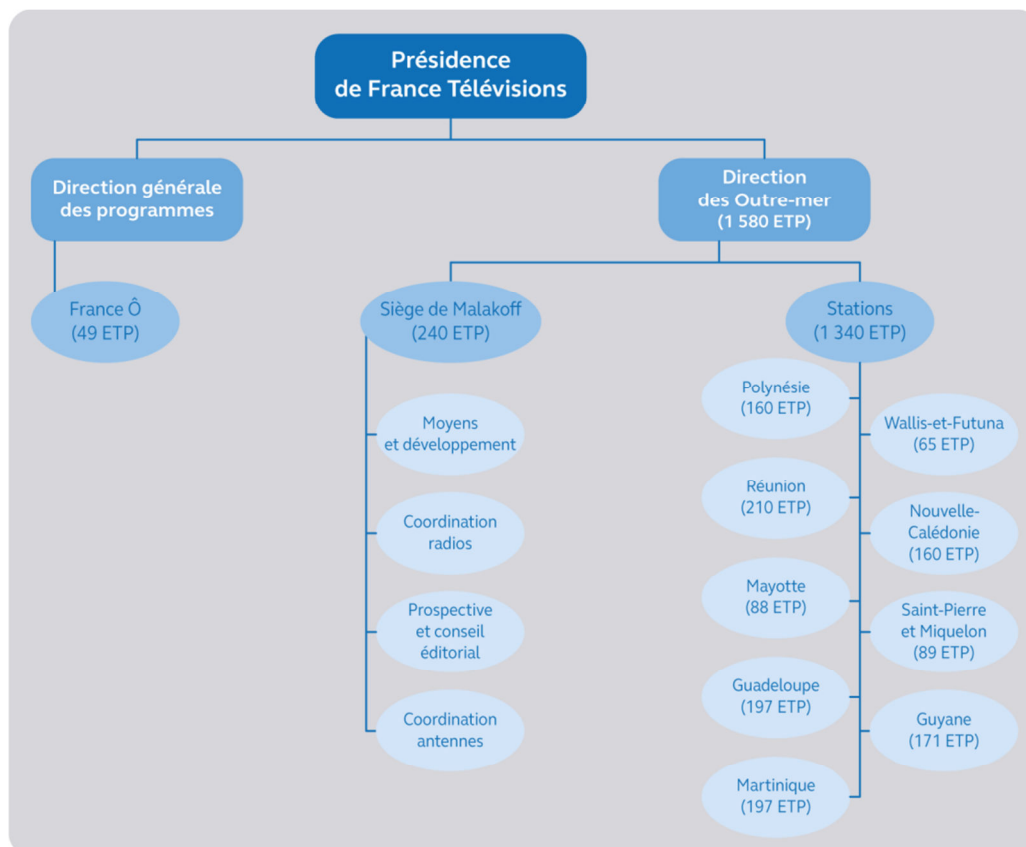 Présidence
de France Télévisions
Direction générale
des programmes
Direction
des Outre-mer
(1 580 ETP)
France Ô
(49 ETP)
Siège de Malakoff
(240 ETP)
Stations
(1 340 ETP)
Moyens
et développement
Coordination
radios
Prospective
et conseil
éditorial
Coordination
antennes
Polynésie
(160 ETP)
Wallis-et-Futuna
(65 ETP)
Réunion
(210 ETP)
Nouvelle-
Calédonie
(160 ETP)
Mayotte
(88 ETP)
Saint-Pierre
et Miquelon
(89 ETP)
Guadeloupe
(197 ETP)
Guyane
(171 ETP)
Martinique
(197 ETP)